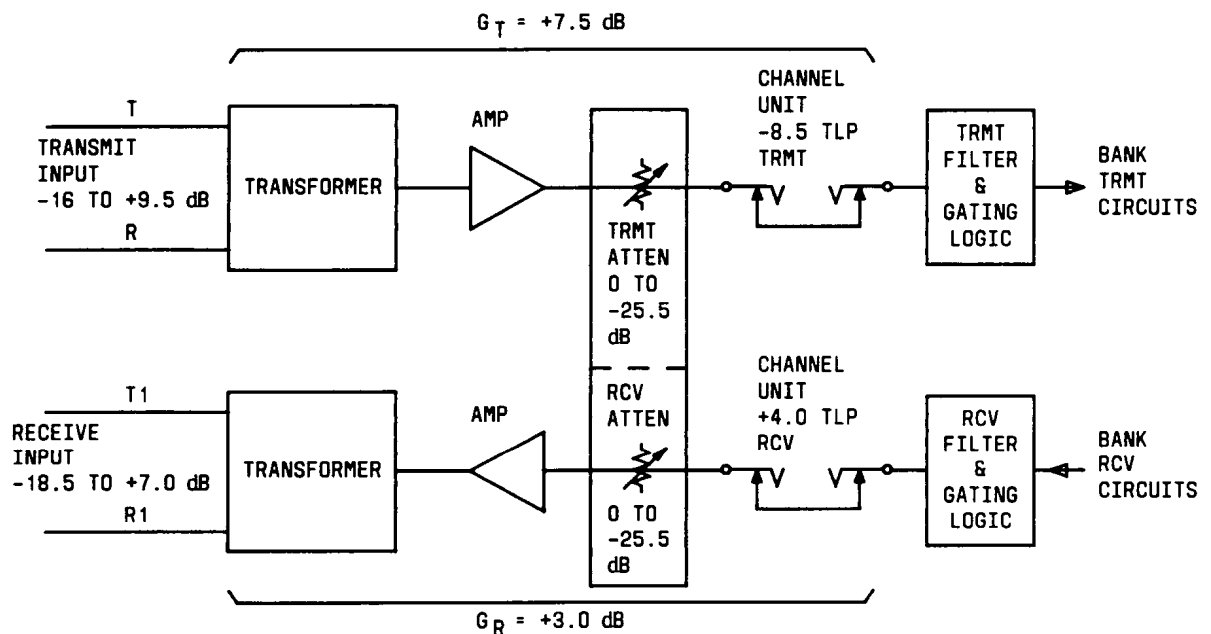 G T = +7.5 dB
T
TRANSMIT
INPUT
-16 TO +9.5 dB
R
TRANSFORMER
AMP
TRMT
ATTEN
0 TO
-25.5
dB
CHANNEL
UNIT
-8.5 TLP
TRMT
TRMT
FILTER
&
GATING
LOGIC
BANK
TRMT
CIRCUITS
T1
RECEIVE
INPUT
-18.5 TO +7.0 dB
R1
TRANSFORMER
AMP
RCV
ATTEN
0 TO
-25.5
dB
CHANNEL
UNIT
+4.0 TLP
RCV
RCV
FILTER
&
GATING
LOGIC
BANK
RCV
CIRCUITS
G R = +3.0 dB